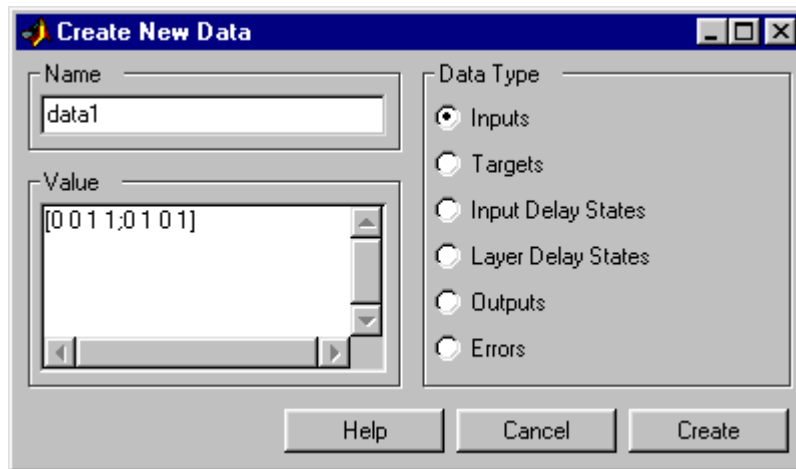 Create New Data
Name
data1
Value
[0 0 1 1;0 1 0 1]
Data Type
Inputs
Targets
Input Delay States
Layer Delay States
Outputs
Errors
Help
Cancel
Create